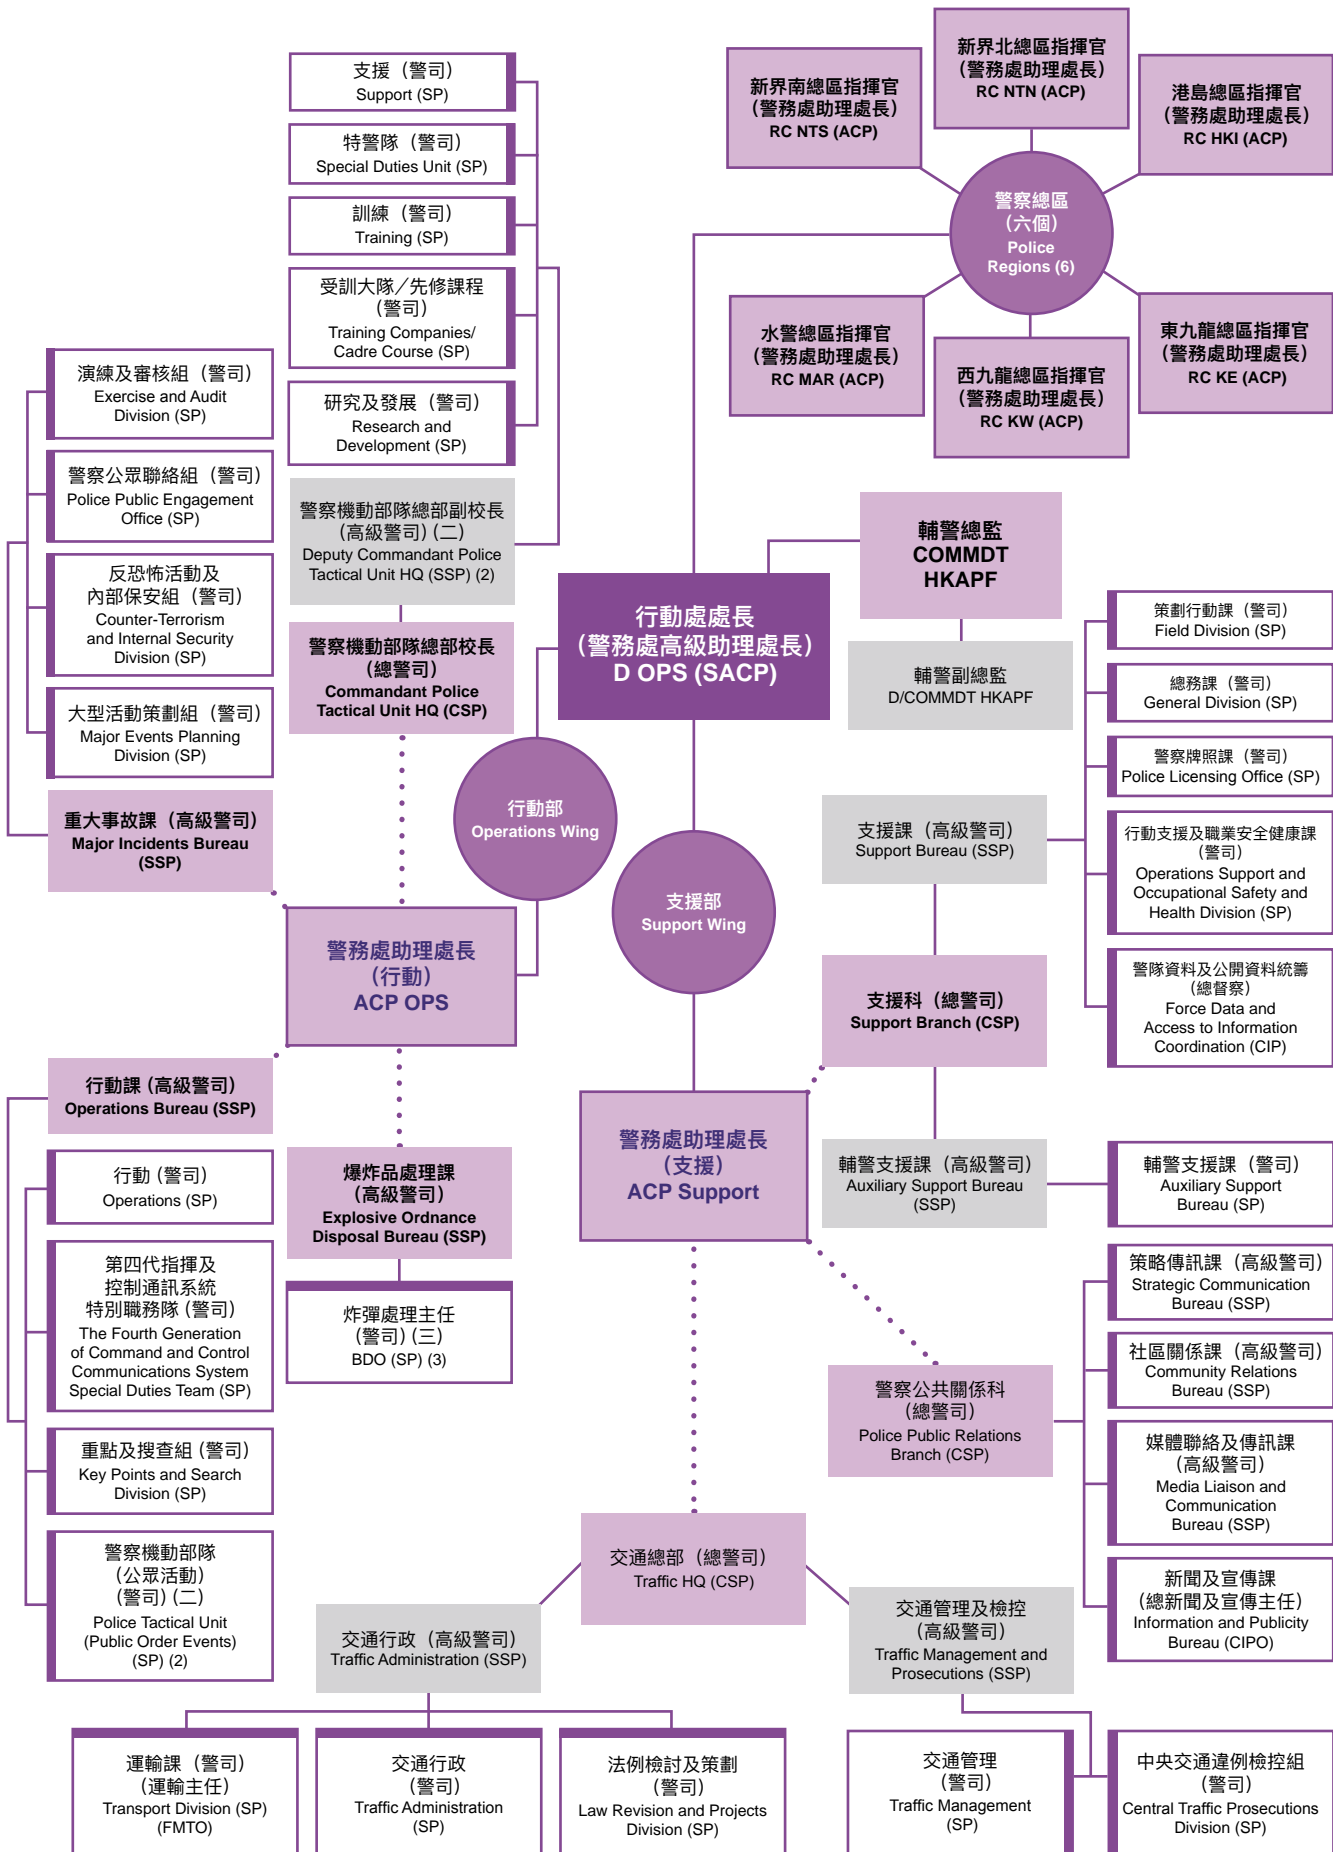 支援（警司）
Support (SP)
特警隊（警司）
Special Duties Unit (SP)
訓練（警司）
Training (SP)
受訓大隊／先修課程
（警司）
Training Companies/
Cadre Course (SP)
研究及發展（警司）
Research and
Development (SP)
警察機動部隊總部副校長
（高級警司）（二）
Deputy Commandant Police
Tactical Unit HQ (SSP) (2)
警察機動部隊總部校長
（總警司）
Commandant Police
Tactical Unit HQ (CSP)
演練及審核組（警司）
Exercise and Audit
Division (SP)
警察公眾聯絡組（警司）
Police Public Engagement
Office (SP)
反恐怖活動及
內部保安組（警司）
Counter-Terrorism
and Internal Security
Division (SP)
大型活動策劃組（警司）
Major Events Planning
Division (SP)
重大事故課（高級警司）
Major Incidents Bureau
(SSP)
新界南總區指揮官
（警務處助理處長）
RC NTS (ACP)
新界北總區指揮官
（警務處助理處長）
RC NTN (ACP)
港島總區指揮官
（警務處助理處長）
RC HKI (ACP)
警察總區
（六個）
Police
Regions (6)
水警總區指揮官
（警務處助理處長）
RC MAR (ACP)
西九龍總區指揮官
（警務處助理處長）
RC KW (ACP)
東九龍總區指揮官
（警務處助理處長）
RC KE (ACP)
輔警總監
COMMDT
HKAPF
輔警副總監
D/COMMDT HKAPF
行動處處長
（警務處高級助理處長）
D OPS (SACP)
行動部
Operations Wing
支援部
Support Wing
警務處助理處長
（行動）
ACP OPS
行動課（高級警司）
Operations Bureau (SSP)
行動（警司）
Operations (SP)
第四代指揮及
控制通訊系統
特別職務隊（警司）
The Fourth Generation
of Command and Control
Communications System
Special Duties Team (SP)
重點及搜查組（警司）
Key Points and Search
Division (SP)
警察機動部隊
（公眾活動）
（警司）（二）
Police Tactical Unit
(Public Order Events)
(SP) (2)
爆炸品處理課
（高級警司）
Explosive Ordnance
Disposal Bureau (SSP)
炸彈處理主任
（警司）（三）
BDO (SP) (3)
警務處助理處長
（支援）
ACP Support
支援課（高級警司）
Support Bureau (SSP)
支援科（總警司）
Support Branch (CSP)
輔警支援課（高級警司）
Auxiliary Support Bureau
(SSP)
策劃行動課（警司）
Field Division (SP)
總務課（警司）
General Division (SP)
警察牌照課（警司）
Police Licensing Office (SP)
行動支援及職業安全健康課
（警司）
Operations Support and
Occupational Safety and
Health Division (SP)
警隊資料及公開資料統籌
（總督察）
Force Data and
Access to Information
Coordination (CIP)
輔警支援課（警司）
Auxiliary Support
Bureau (SP)
警察公共關係科
（總警司）
Police Public Relations
Branch (CSP)
策略傳訊課（高級警司）
Strategic Communication
Bureau (SSP)
社區關係課（高級警司）
Community Relations
Bureau (SSP)
媒體聯絡及傳訊課
（高級警司）
Media Liaison and
Communication
Bureau (SSP)
新聞及宣傳課
（總新聞及宣傳主任）
Information and Publicity
Bureau (CIPO)
交通總部（總警司）
Traffic HQ (CSP)
交通行政（高級警司）
Traffic Administration (SSP)
交通管理及檢控
（高級警司）
Traffic Management and
Prosecutions (SSP)
運輸課（警司）
（運輸主任）
Transport Division (SP)
(FMTO)
交通行政
（警司）
Traffic Administration
(SP)
法例檢討及策劃
（警司）
Law Revision and Projects
Division (SP)
交通管理
（警司）
Traffic Management
(SP)
中央交通違例檢控組
（警司）
Central Traffic Prosecutions
Division (SP)